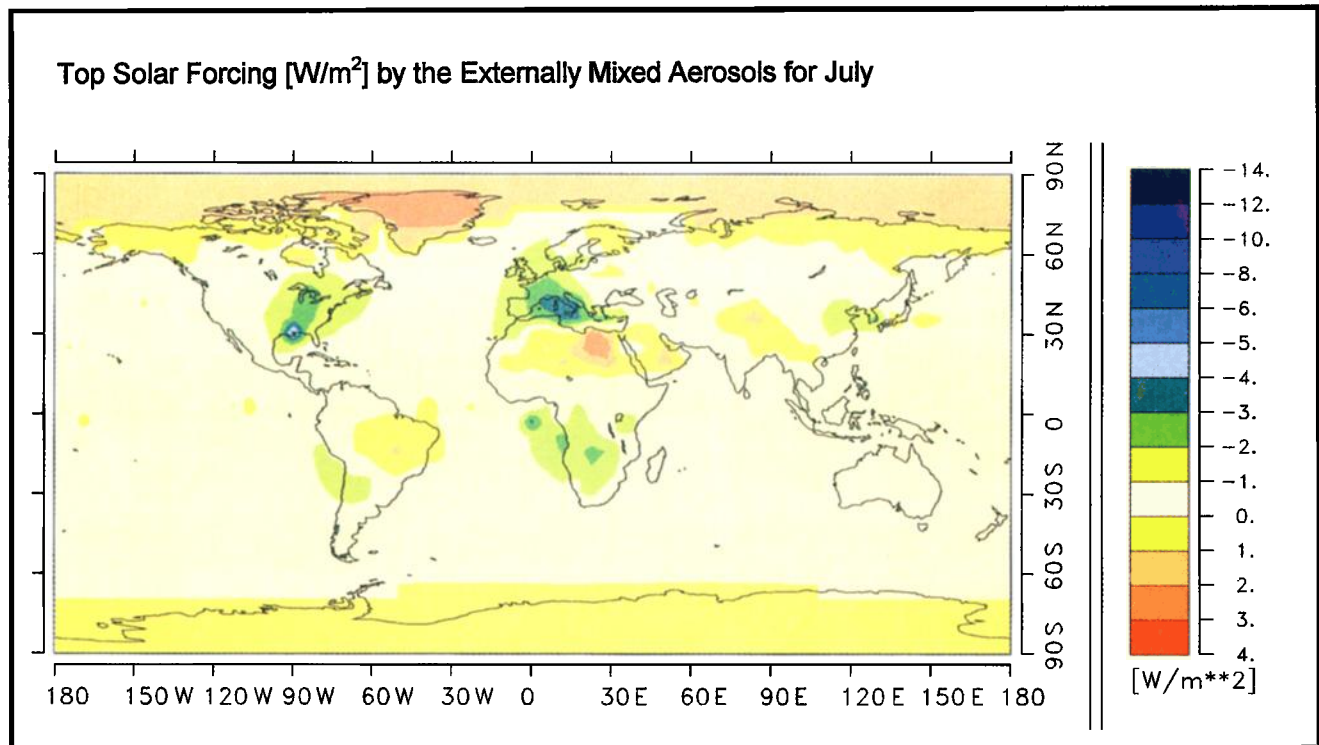 Top Solar Forcing [W/m²] by the Externally Mixed Aerosols for July
90N
60N
30N
0
30S
60S
90S
180 150W 120W 90W 60W 30W 0 30E 60E 90E 120E 150E 180
-14.
-12.
-10.
-8.
-6.
-5.
-4.
-3.
-2.
-1.
0.
1.
2.
3.
4.
[W/m**2]